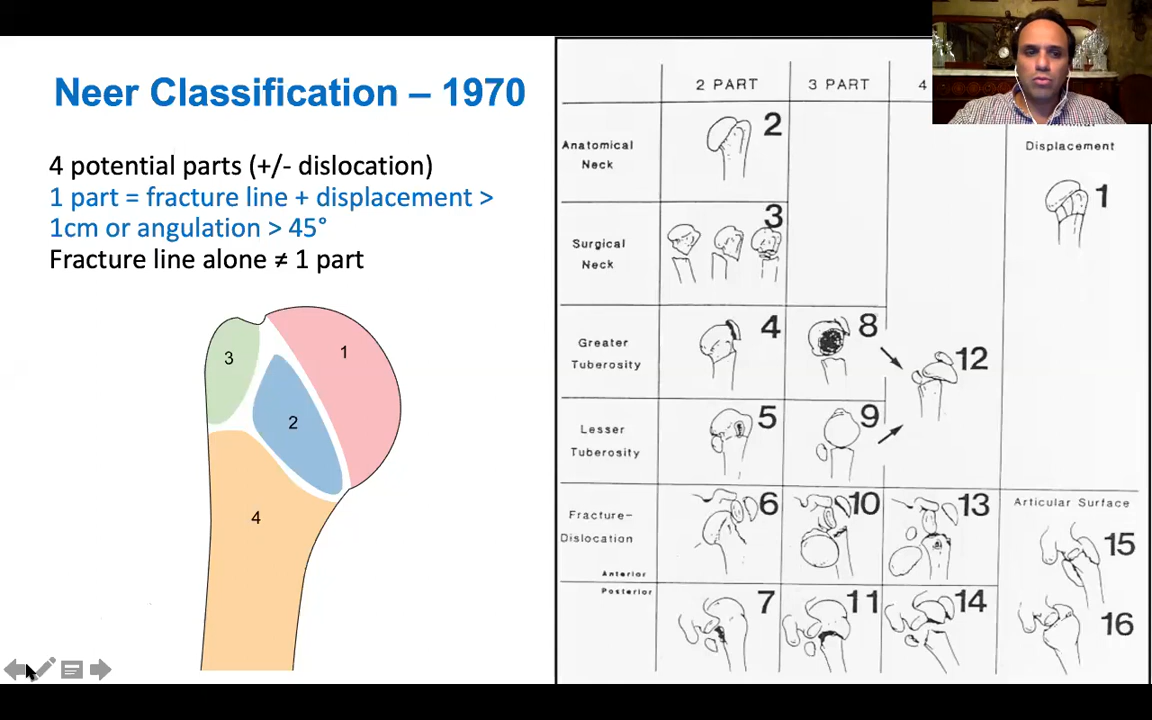 Neer Classification – 1970
4 potential parts (+/- dislocation)
1 part = fracture line + displacement >
1cm or angulation > 45°
Fracture line alone ≠ 1 part
3
1
2
4
2 PART
3 PART
4
Anatomical
Neck
2
Displacement
1
Surgical
Neck
3
Greater
Tuberosity
4
8
12
Lesser
Tuberosity
5
9
Fracture-
Dislocation
Anterior
6
10
13
Articular Surface
15
Posterior
7
11
14
16